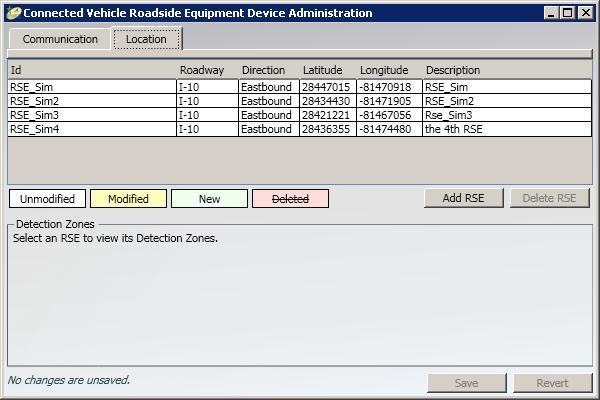 Connected Vehicle Roadside Equipment Device Administration
Communication Location
Id Roadway Direction Latitude Longitude Description
RSE_Sim I-10 Eastbound 28447015 -81470918 RSE_Sim
RSE_Sim2 I-10 Eastbound 28434430 -81471905 RSE_Sim2
RSE_Sim3 I-10 Eastbound 28421221 -81467056 Rse_Sim3
RSE_Sim4 I-10 Eastbound 28436355 -81474480 the 4th RSE
Unmodified Modified New Deleted Add RSE Delete RSE
Detection Zones
Select an RSE to view its Detection Zones.
No changes are unsaved. Save Revert